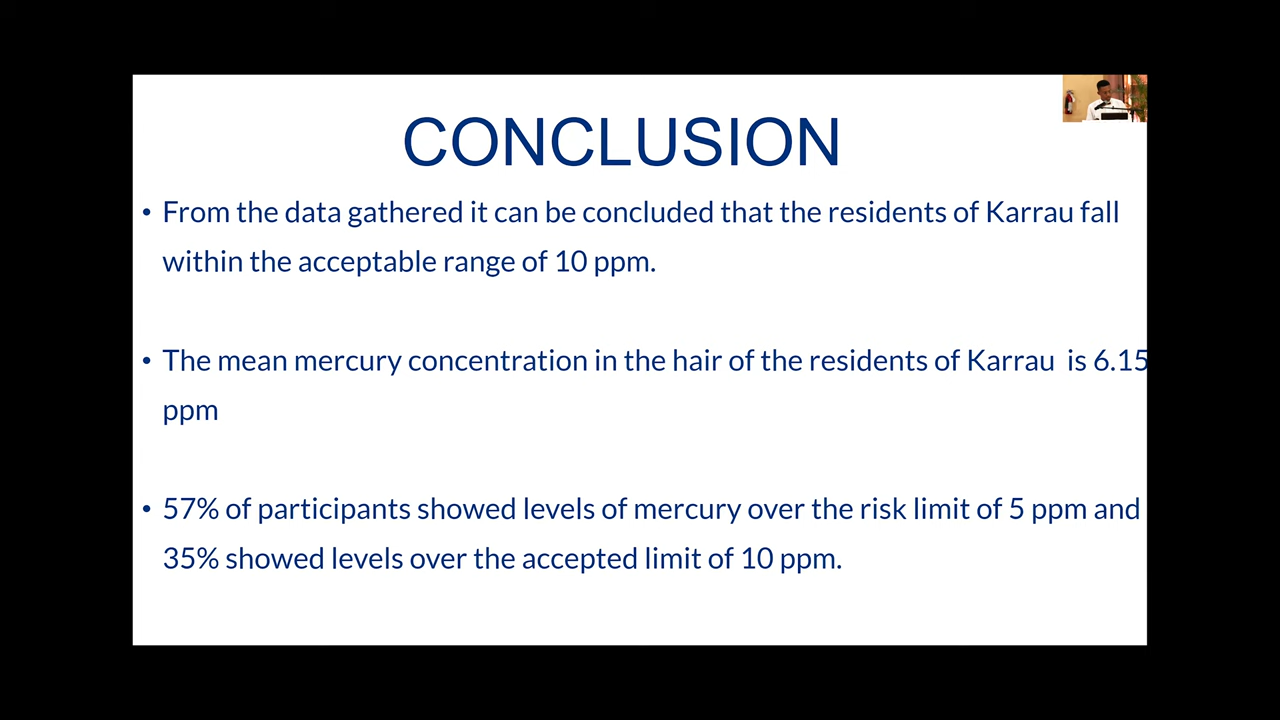 CONCLUSION
• From the data gathered it can be concluded that the residents of Karrau fall
within the acceptable range of 10 ppm.
• The mean mercury concentration in the hair of the residents of Karrau is 6.15
ppm
• 57% of participants showed levels of mercury over the risk limit of 5 ppm and
35% showed levels over the accepted limit of 10 ppm.